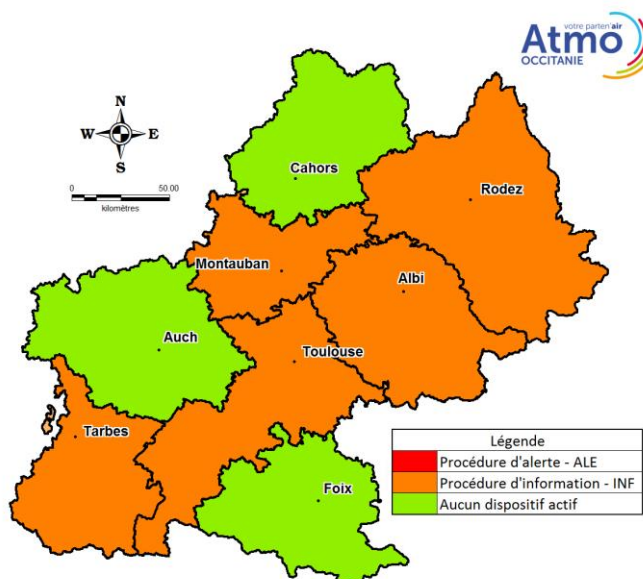 votre parten'air
Atmo
OCCITANIE
N
W E
S
0 50.00
kilomètres
Cahors
Rodez
Montauban
Albi
Auch
Toulouse
Tarbes
Foix
Légende
Procédure d'alerte - ALE
Procédure d'information - INF
Aucun dispositif actif